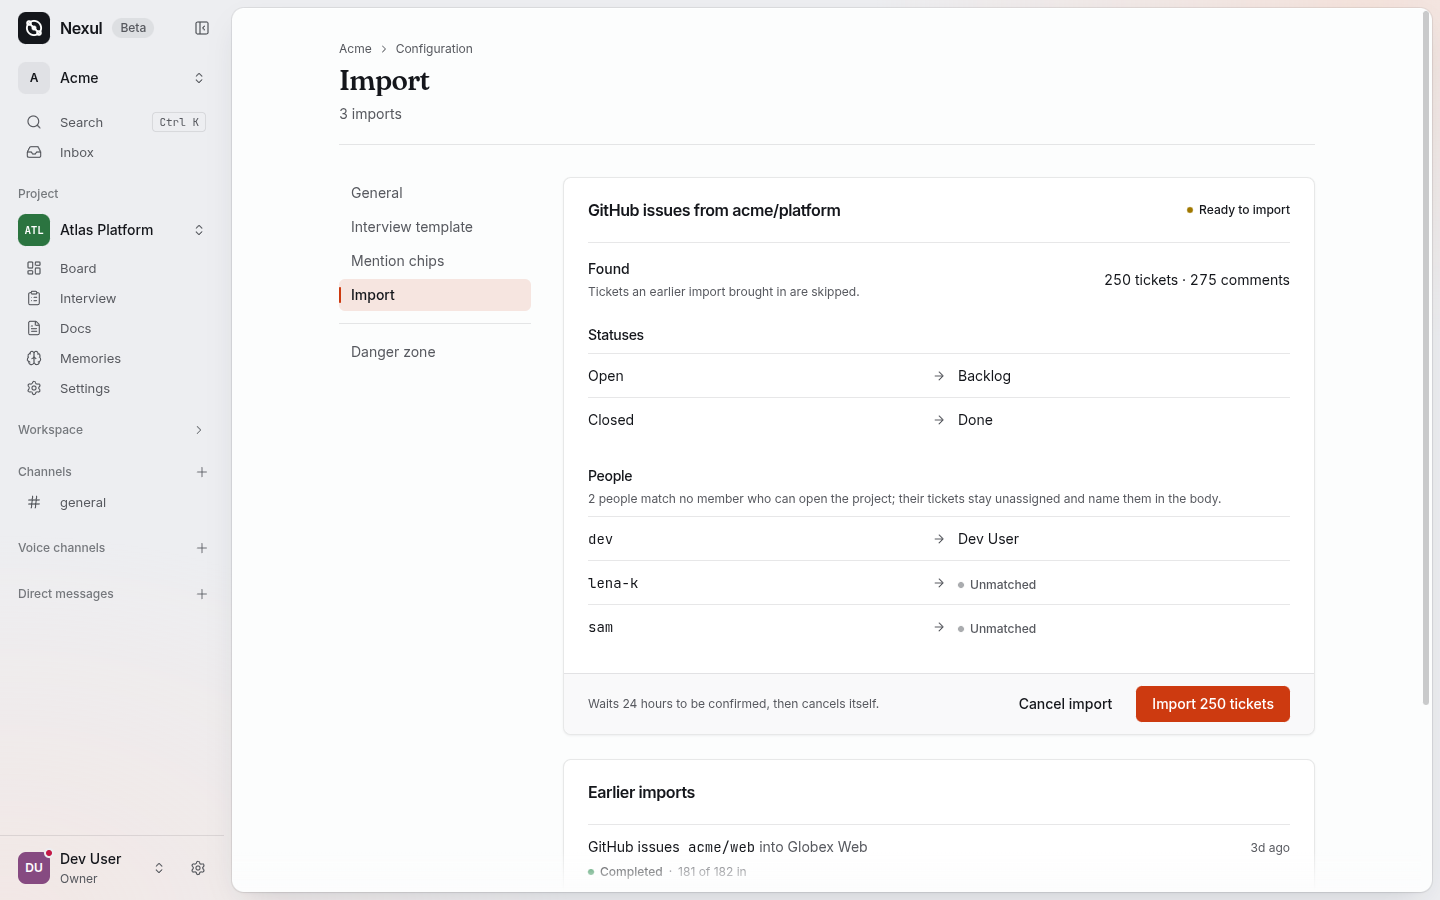 Nexul
Beta
A
Acme
Search
Ctrl K
Inbox
Project
ATL
Atlas Platform
Board
Interview
Docs
Memories
Settings
Workspace
Channels
# general
Voice channels
Direct messages
DU
Dev User
Owner
Acme > Configuration
Import
3 imports
General
Interview template
Mention chips
Import
Danger zone
GitHub issues from acme/platform
Ready to import
Found
Tickets an earlier import brought in are skipped.
250 tickets · 275 comments
Statuses
Open → Backlog
Closed → Done
People
2 people match no member who can open the project; their tickets stay unassigned and name them in the body.
dev → Dev User
lena-k → Unmatched
sam → Unmatched
Waits 24 hours to be confirmed, then cancels itself.
Cancel import
Import 250 tickets
Earlier imports
GitHub issues acme/web into Globex Web
3d ago
Completed · 181 of 182 in